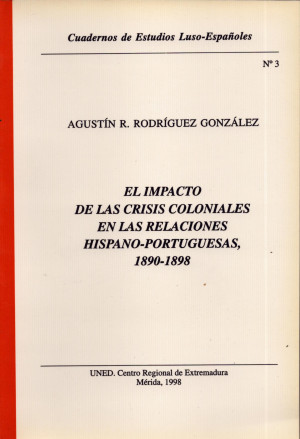 Cuadernos de Estudios Luso-Españoles
Nº 3
AGUSTÍN R. RODRÍGUEZ GONZÁLEZ
EL IMPACTO
DE LAS CRISIS COLONIALES
EN LAS RELACIONES
HISPANO-PORTUGUESAS,
1890-1898
UNED. Centro Regional de Extremadura
Mérida, 1998